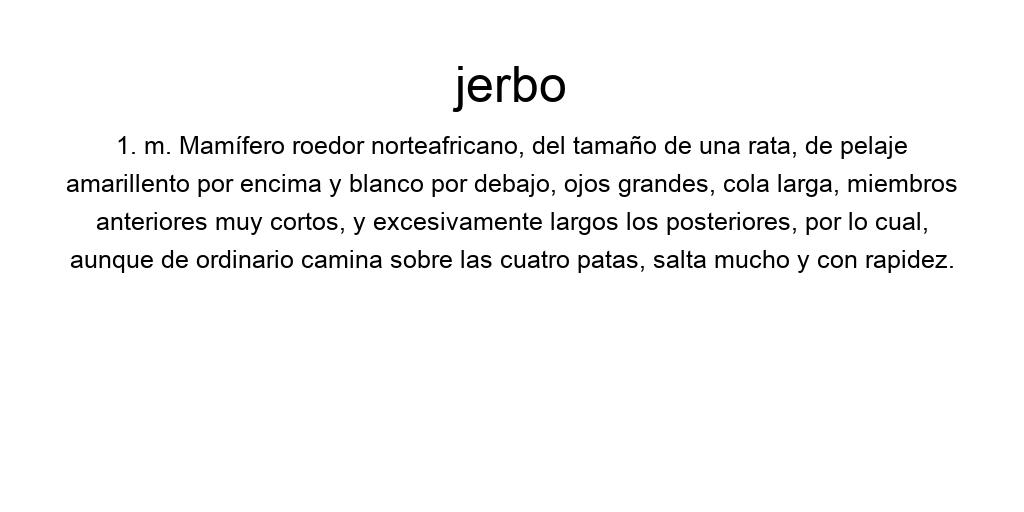 jerbo
1. m. Mamífero roedor norteafricano, del tamaño de una rata, de pelaje
amarillento por encima y blanco por debajo, ojos grandes, cola larga, miembros
anteriores muy cortos, y excesivamente largos los posteriores, por lo cual,
aunque de ordinario camina sobre las cuatro patas, salta mucho y con rapidez.